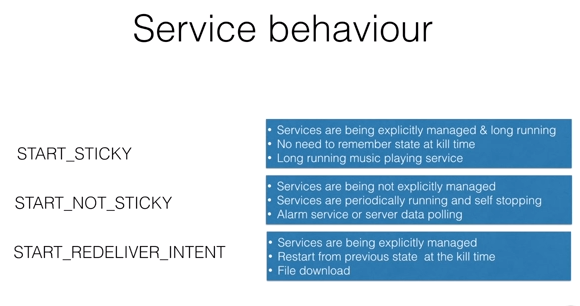 Service behaviour
START_STICKY
• Services are being explicitly managed & long running
• No need to remember state at kill time
• Long running music playing service
START_NOT_STICKY
• Services are being not explicitly managed
• Services are periodically running and self stopping
• Alarm service or server data polling
START_REDELIVER_INTENT
• Services are being explicitly managed
• Restart from previous state at the kill time
• File download